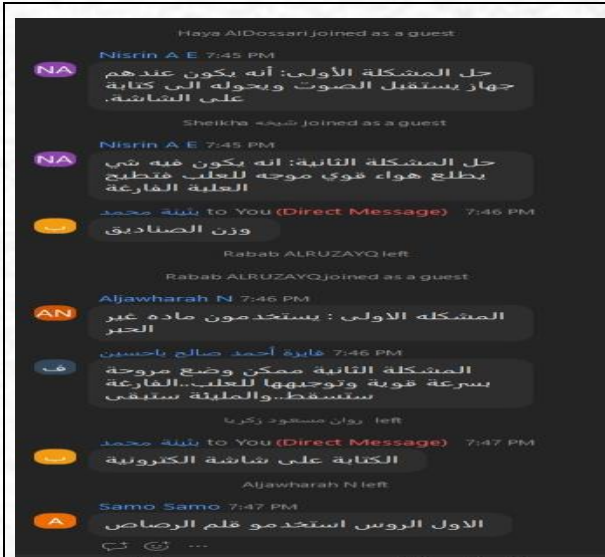 Haya AlDossari joined as a guest
Nisrin A E 7:45 PM
NA
حل المشكلة الأولى: أنه يكون عندهم
جهاز يستقبل الصوت ويحوله الى كتابة
على الشاشة.
Sheikha شيخه joined as a guest
Nisrin A E 7:45 PM
NA
حل المشكلة الثانية: انه يكون فيه شي
يطلع هواء قوي موجه للعلب فتطيح
العلبة الفارغة
بثينة محمد to You (Direct Message) 7:46 PM
ب
وزن الصناديق
Rabab ALRUZAYQ left
Rabab ALRUZAYQ joined as a guest
Aljawharah N 7:46 PM
AN
المشكله الاولى : يستخدمون ماده غير
الحبر
فايزة أحمد صالح باحسين 7:46 PM
ف
المشكلة الثانية ممكن وضع مروحة
بسرعة قوية وتوجيهها للعلب..الفارغة
ستسقط..والمليئة ستبقى
روان مسعود زكريا left
بثينة محمد to You (Direct Message) 7:47 PM
ب
الكتابة على شاشة الكترونية
Aljawharah N left
Samo Samo 7:47 PM
A
الاول الروس استخدمو قلم الرصاص